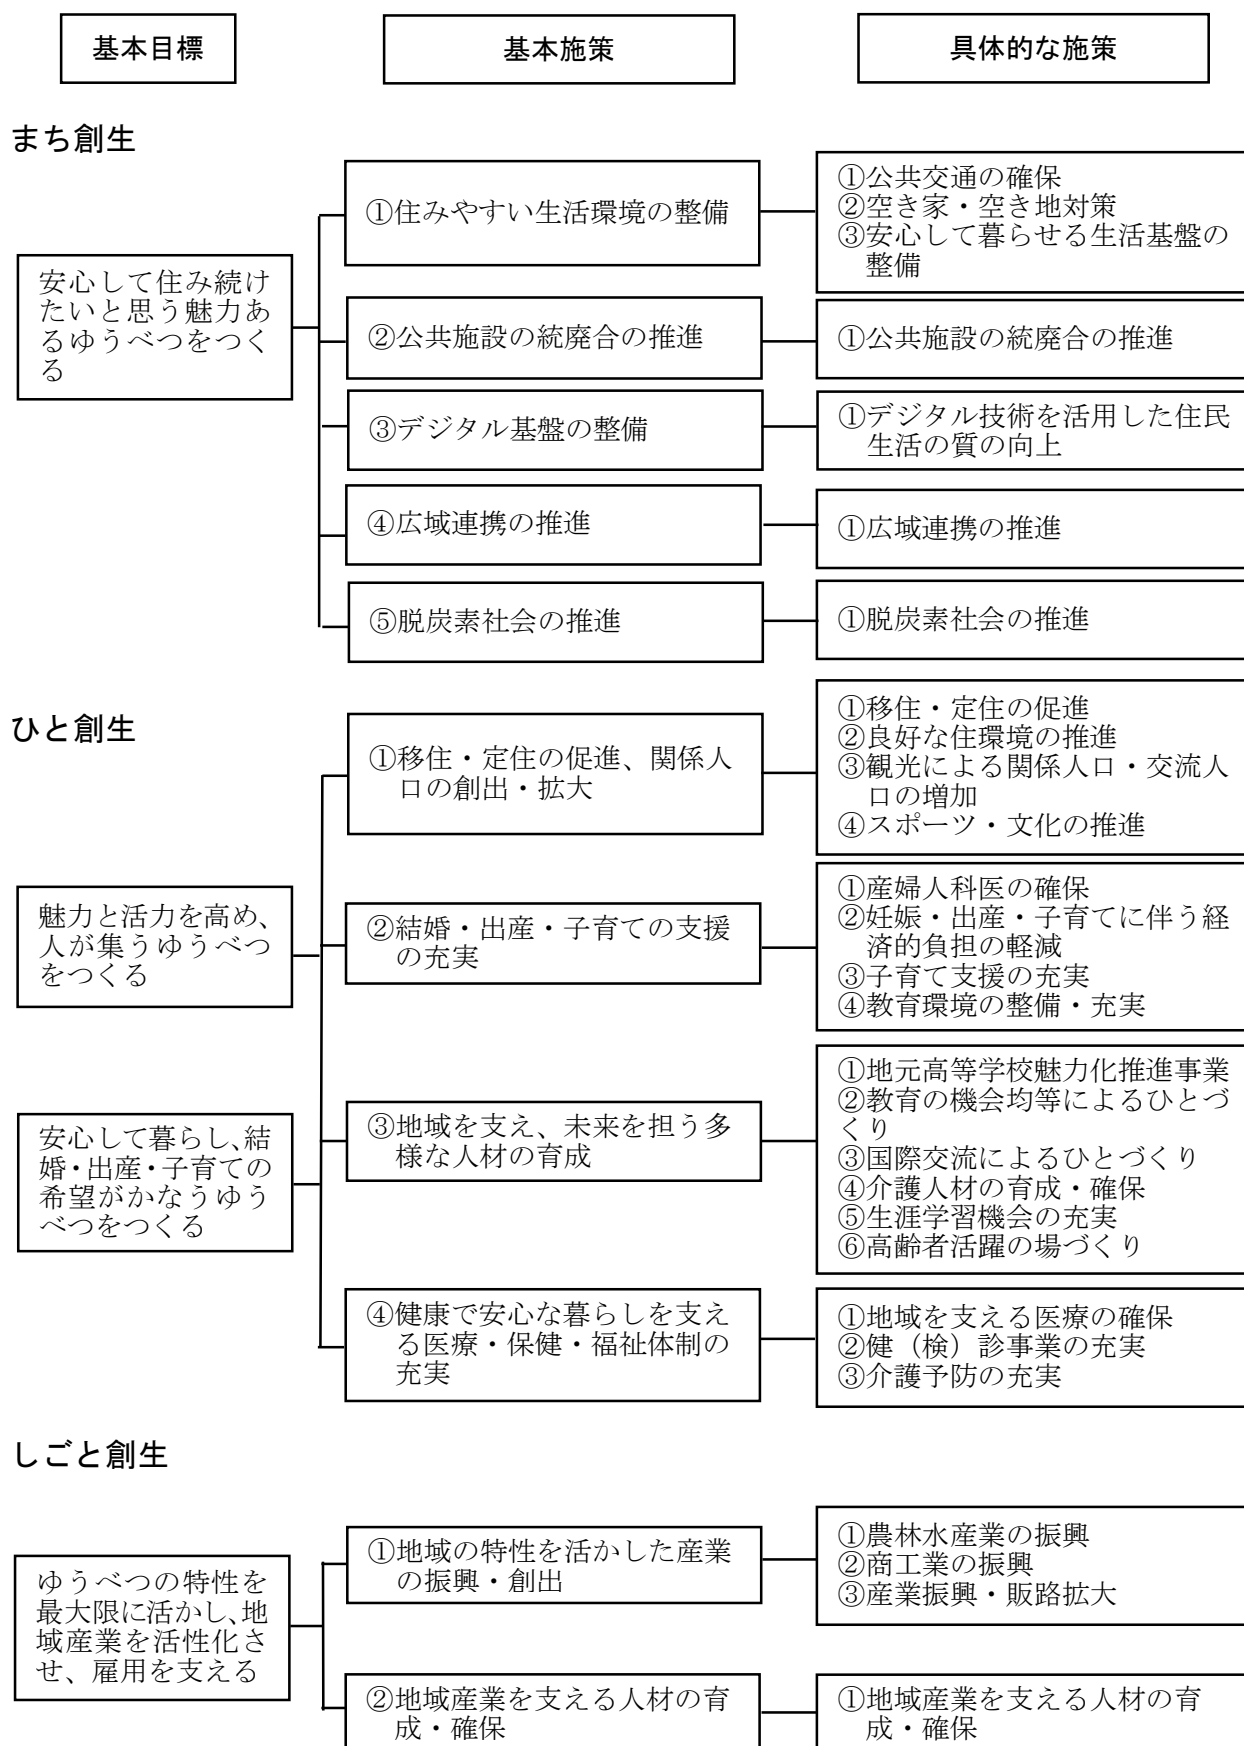 基本目標
基本施策
具体的な施策
まち創生
安心して住み続け
たいと思う魅力あ
るゆうべつをつく
る
①住みやすい生活環境の整備
①公共交通の確保
②空き家・空き地対策
③安心して暮らせる生活基盤の
整備
②公共施設の統廃合の推進
①公共施設の統廃合の推進
③デジタル基盤の整備
①デジタル技術を活用した住民
生活の質の向上
④広域連携の推進
①広域連携の推進
⑤脱炭素社会の推進
①脱炭素社会の推進
ひと創生
魅力と活力を高め、
人が集うゆうべつ
をつくる
安心して暮らし、結
婚・出産・子育ての
希望がかなうゆう
べつをつくる
①移住・定住の促進、関係人
口の創出・拡大
①移住・定住の促進
②良好な住環境の推進
③観光による関係人口・交流人
口の増加
④スポーツ・文化の推進
②結婚・出産・子育ての支援
の充実
①産婦人科医の確保
②妊娠・出産・子育てに伴う経
済的負担の軽減
③子育て支援の充実
④教育環境の整備・充実
③地域を支え、未来を担う多
様な人材の育成
①地元高等学校魅力化推進事業
②教育の機会均等によるひとづ
くり
③国際交流によるひとづくり
④介護人材の育成・確保
⑤生涯学習機会の充実
⑥高齢者活躍の場づくり
④健康で安心な暮らしを支え
る医療・保健・福祉体制の
充実
①地域を支える医療の確保
②健（検）診事業の充実
③介護予防の充実
しごと創生
ゆうべつの特性を
最大限に活かし、地
域産業を活性化さ
せ、雇用を支える
①地域の特性を活かした産業
の振興・創出
①農林水産業の振興
②商工業の振興
③産業振興・販路拡大
②地域産業を支える人材の育
成・確保
①地域産業を支える人材の育
成・確保